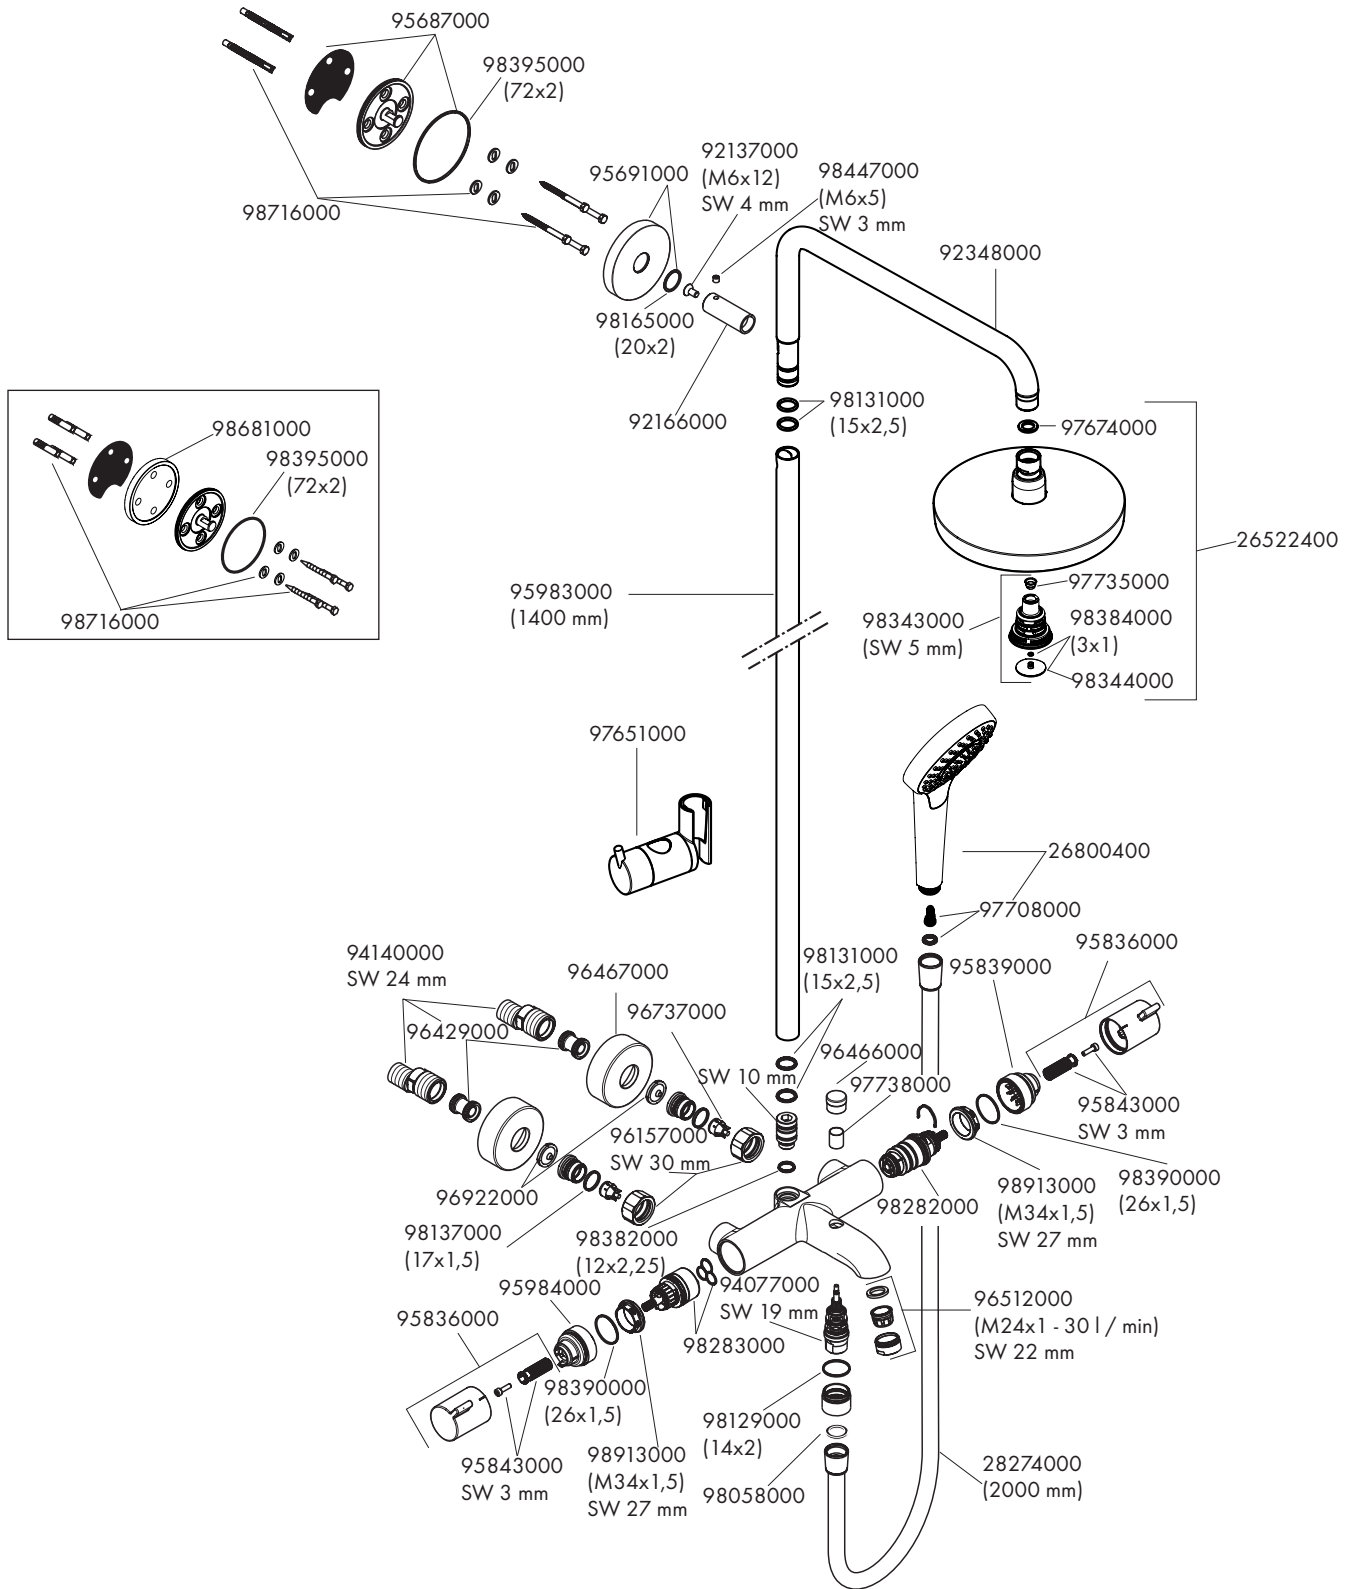 95687000
98395000
(72x2)
98716000
95691000
92137000
(M6x12)
SW 4 mm
98447000
(M6x5)
SW 3 mm
92348000
98165000
(20x2)
92166000
98131000
(15x2,5)
97674000
26522400
98681000
98395000
(72x2)
98716000
95983000
(1400 mm)
97735000
98343000
(SW 5 mm)
98384000
(3x1)
98344000
97651000
26800400
97708000
94140000
SW 24 mm
96467000
96429000
96737000
98131000
(15x2,5)
SW 10 mm
96466000
97738000
95839000
95836000
95843000
SW 3 mm
96157000
SW 30 mm
96922000
98137000
(17x1,5)
98382000
(12x2,25)
98282000
98913000
(M34x1,5)
SW 27 mm
98390000
(26x1,5)
95984000
95836000
94077000
SW 19 mm
98283000
96512000
(M24x1 - 30 l / min)
SW 22 mm
98390000
(26x1,5)
95843000
SW 3 mm
98913000
(M34x1,5)
SW 27 mm
98129000
(14x2)
98058000
28274000
(2000 mm)